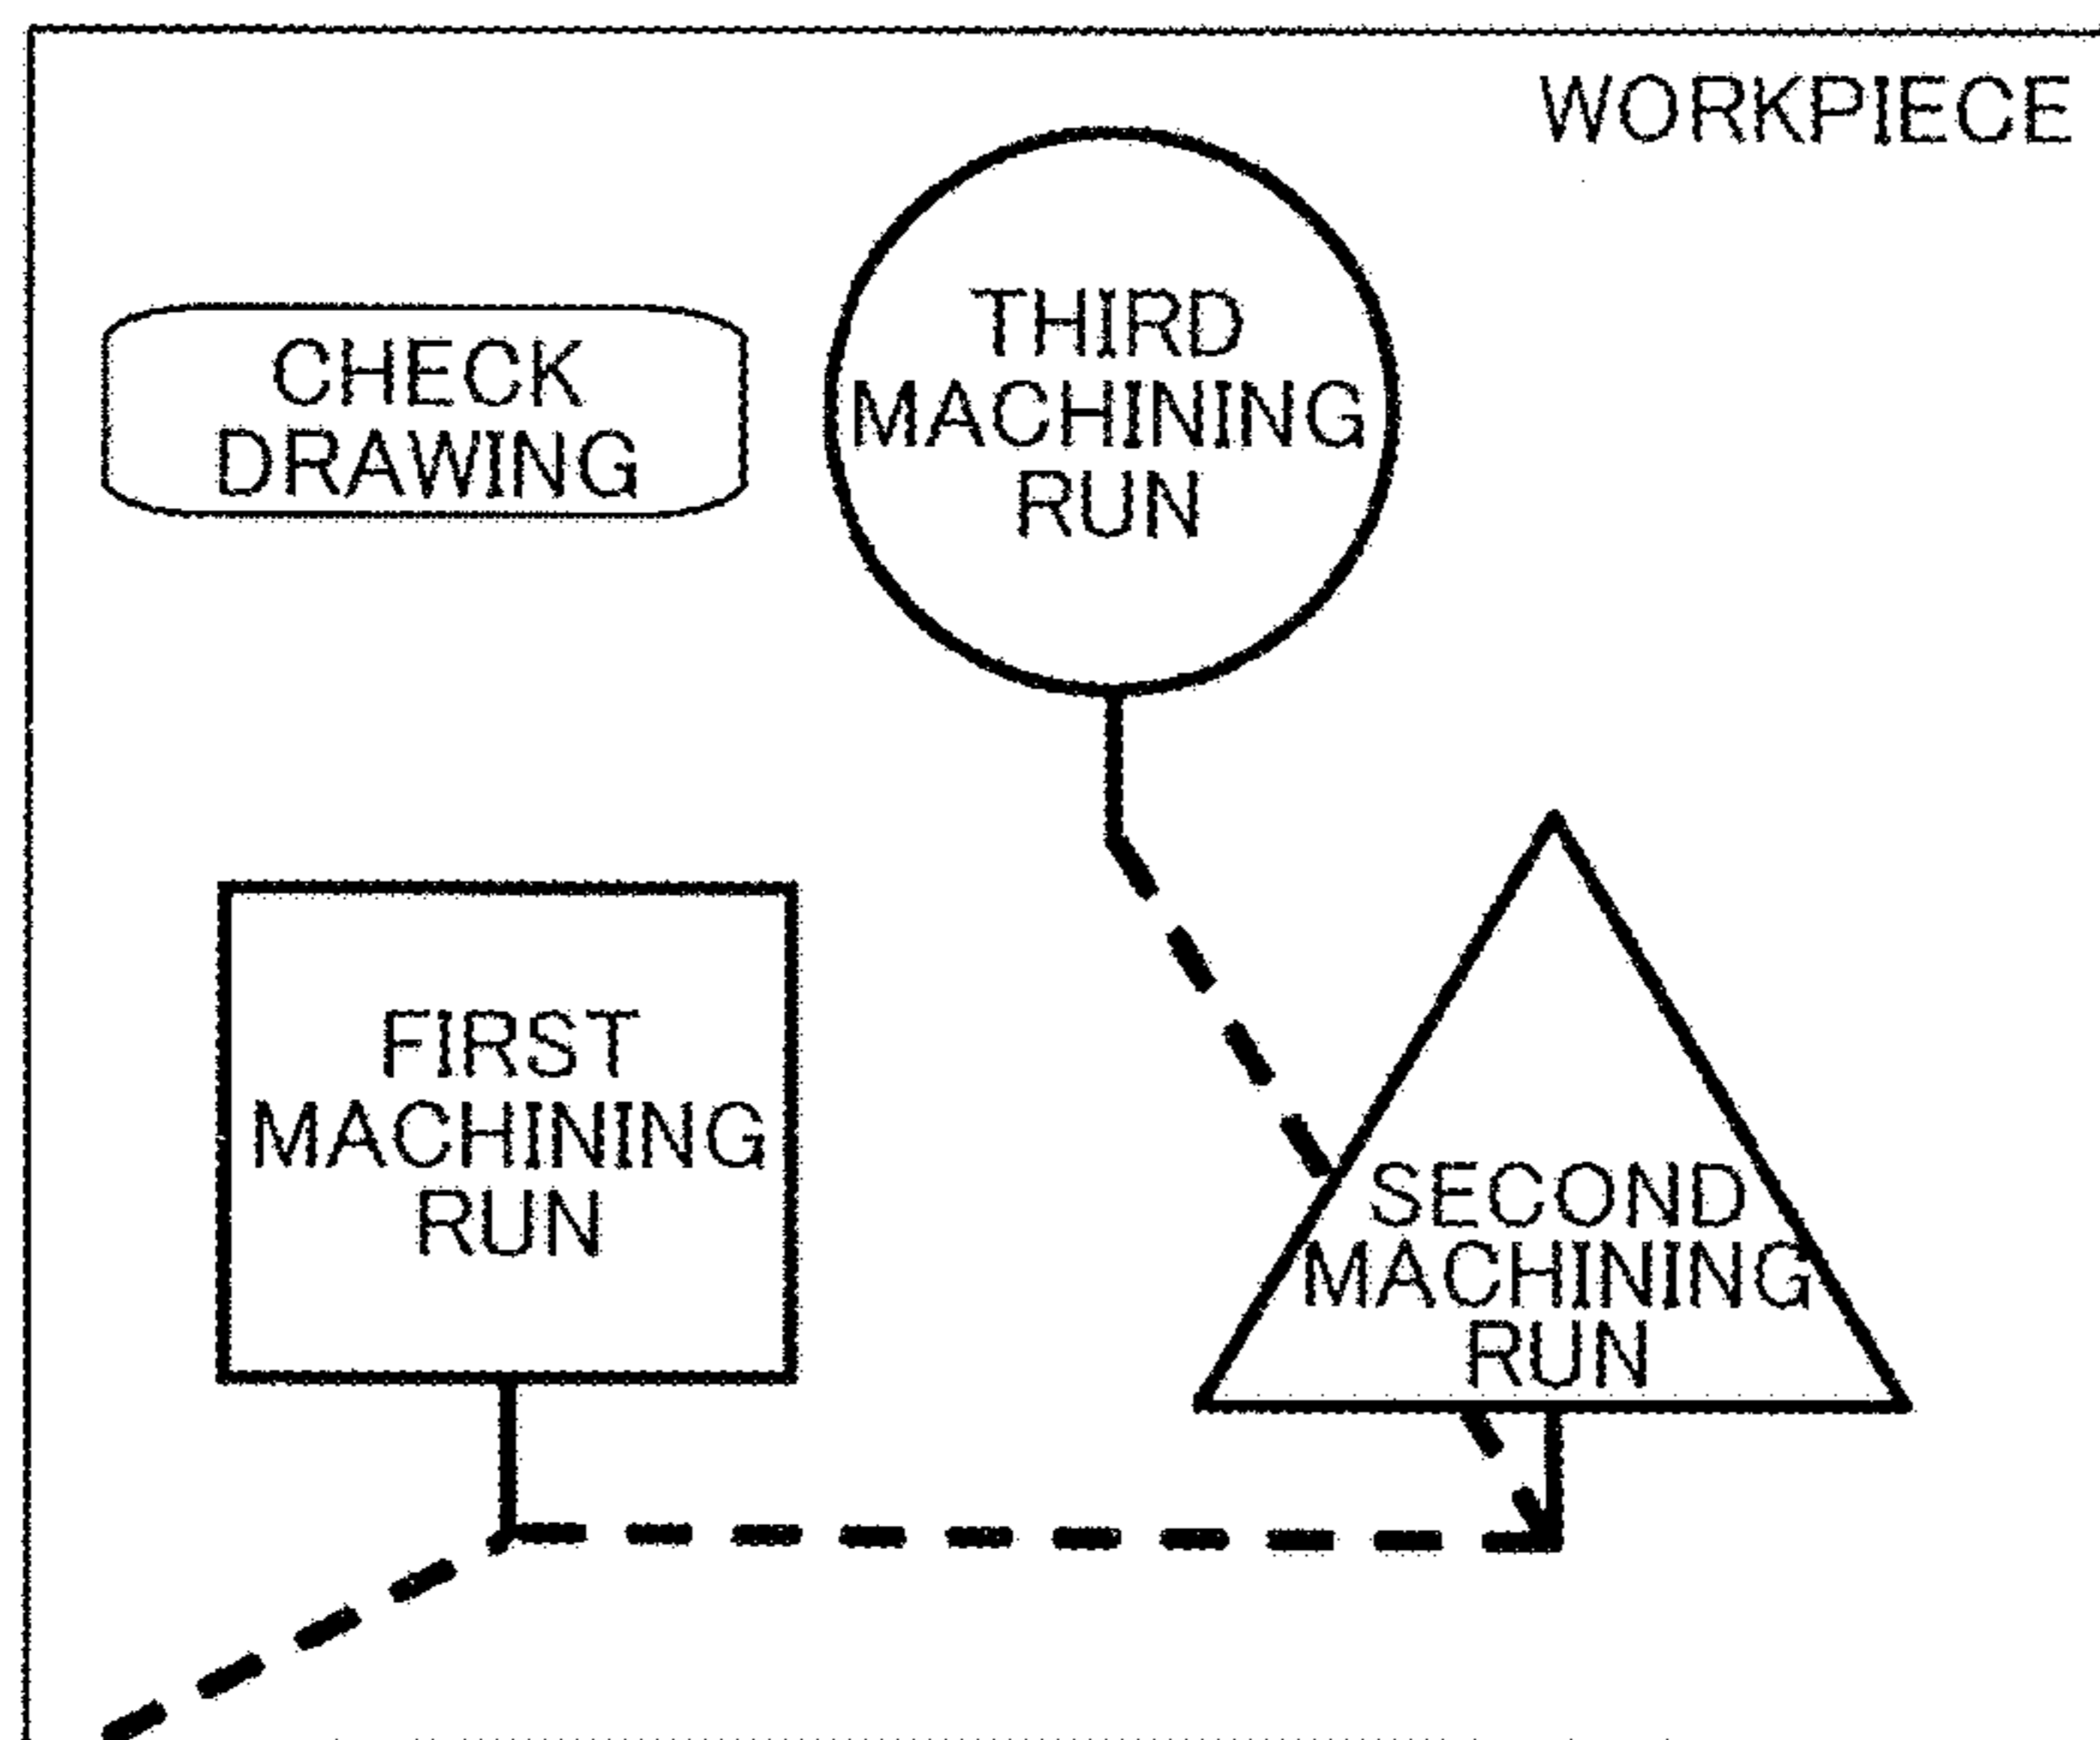 WORKPIECE
THIRD
MACHINING
RUN
CHECK
DRAWING
FIRST
MACHINING
RUN
SECOND
MACHINING
RUN